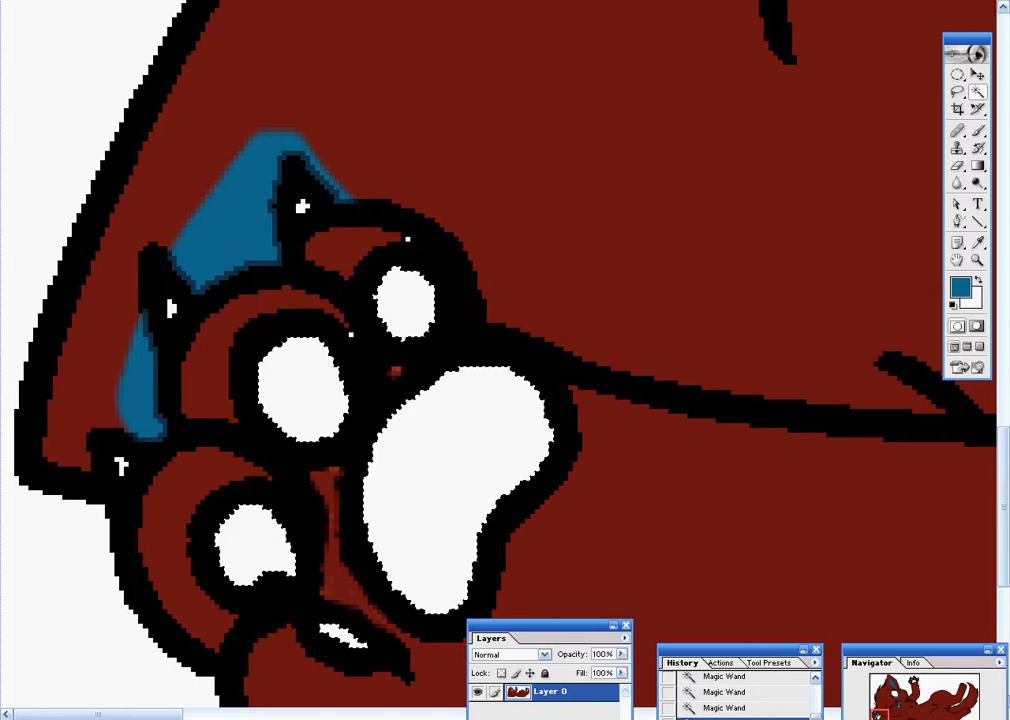 T
Layers
Normal Opacity: 100%
Lock: Fill: 100%
Layer 0
History Actions Tool Presets
Magic Wand
Magic Wand
Magic Wand
Navigator Info